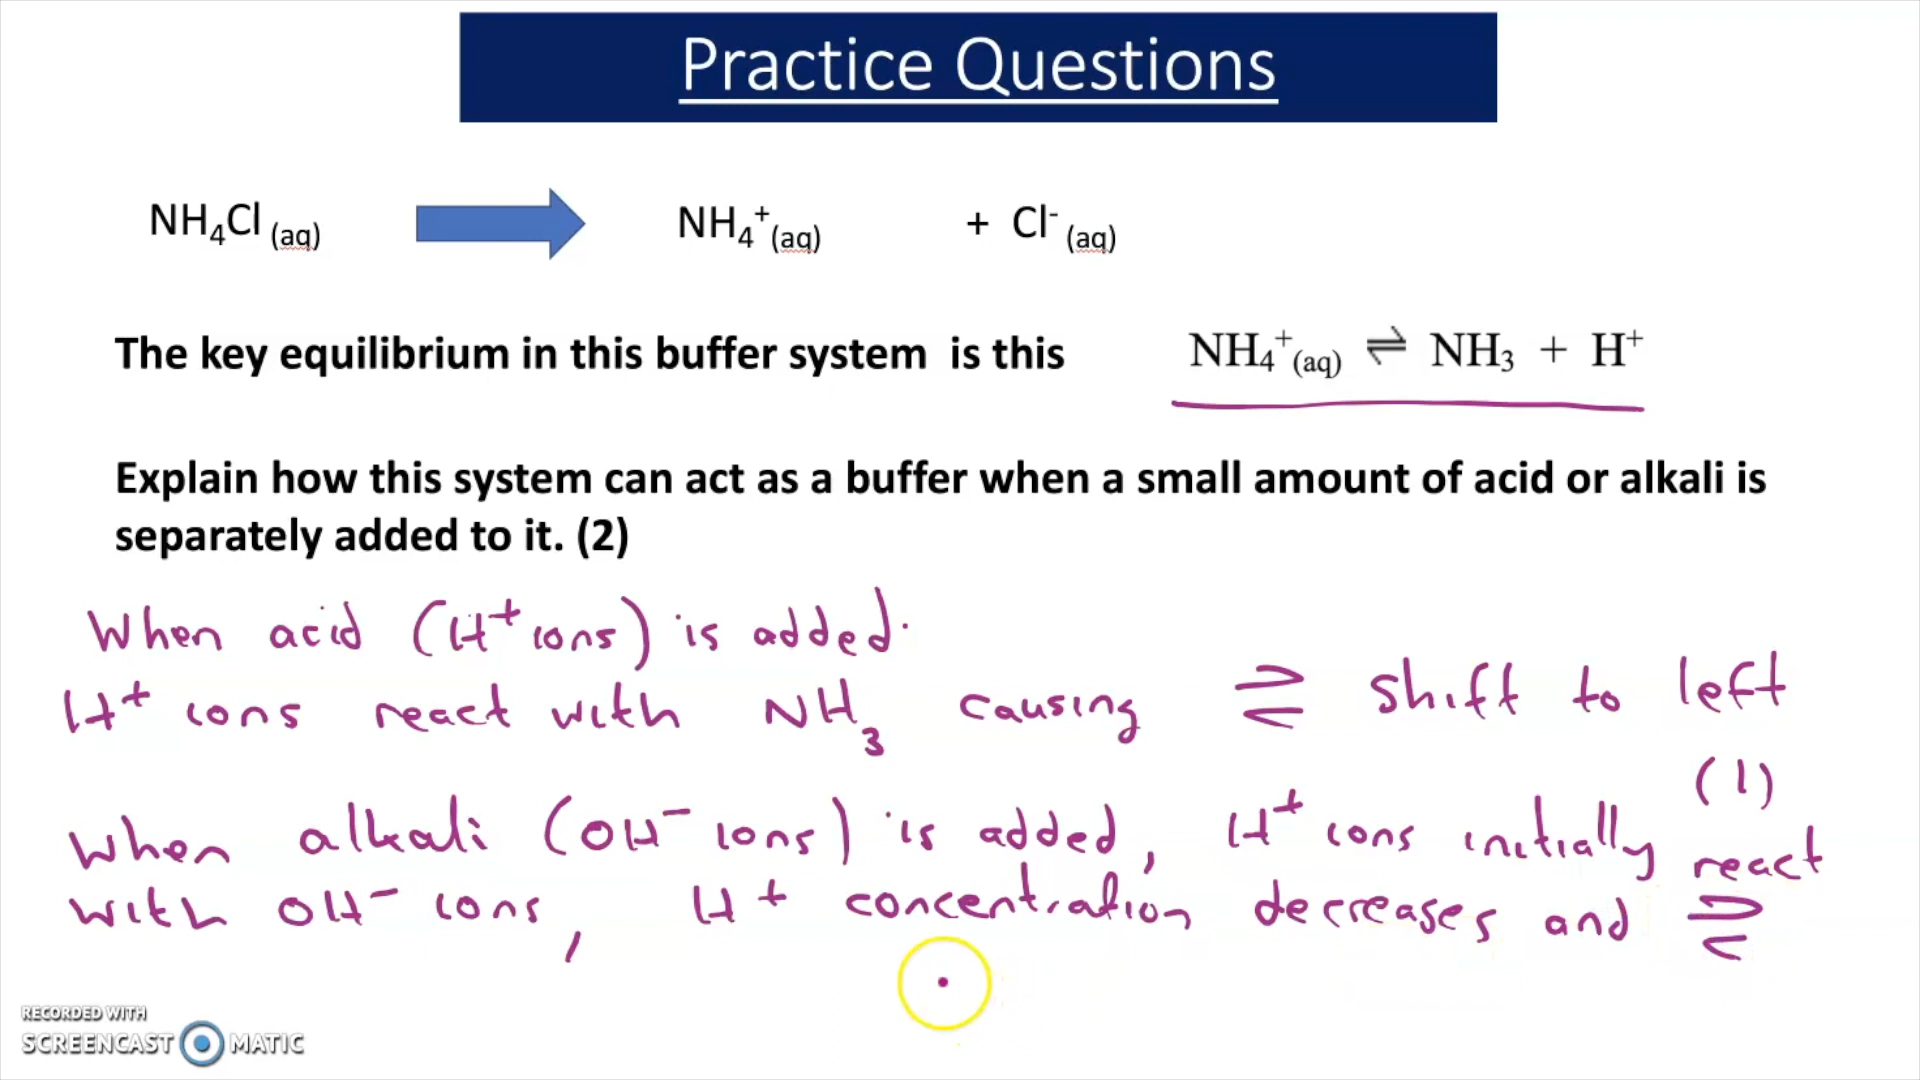 Practice Questions
NH₄Cl (aq) NH₄⁺(aq) + Cl⁻ (aq)
The key equilibrium in this buffer system is this NH₄⁺(aq) ⇌ NH₃ + H⁺
Explain how this system can act as a buffer when a small amount of acid or alkali is
separately added to it. (2)
When acid (H⁺ ions) is added.
H⁺ ions react with NH₃ causing ⇌ shift to left
(1)
When alkali (OH⁻ ions) is added, H⁺ ions initially react
with OH⁻ ions, H⁺ concentration decreases and ⇌
RECORDED WITH
SCREENCAST MATIC